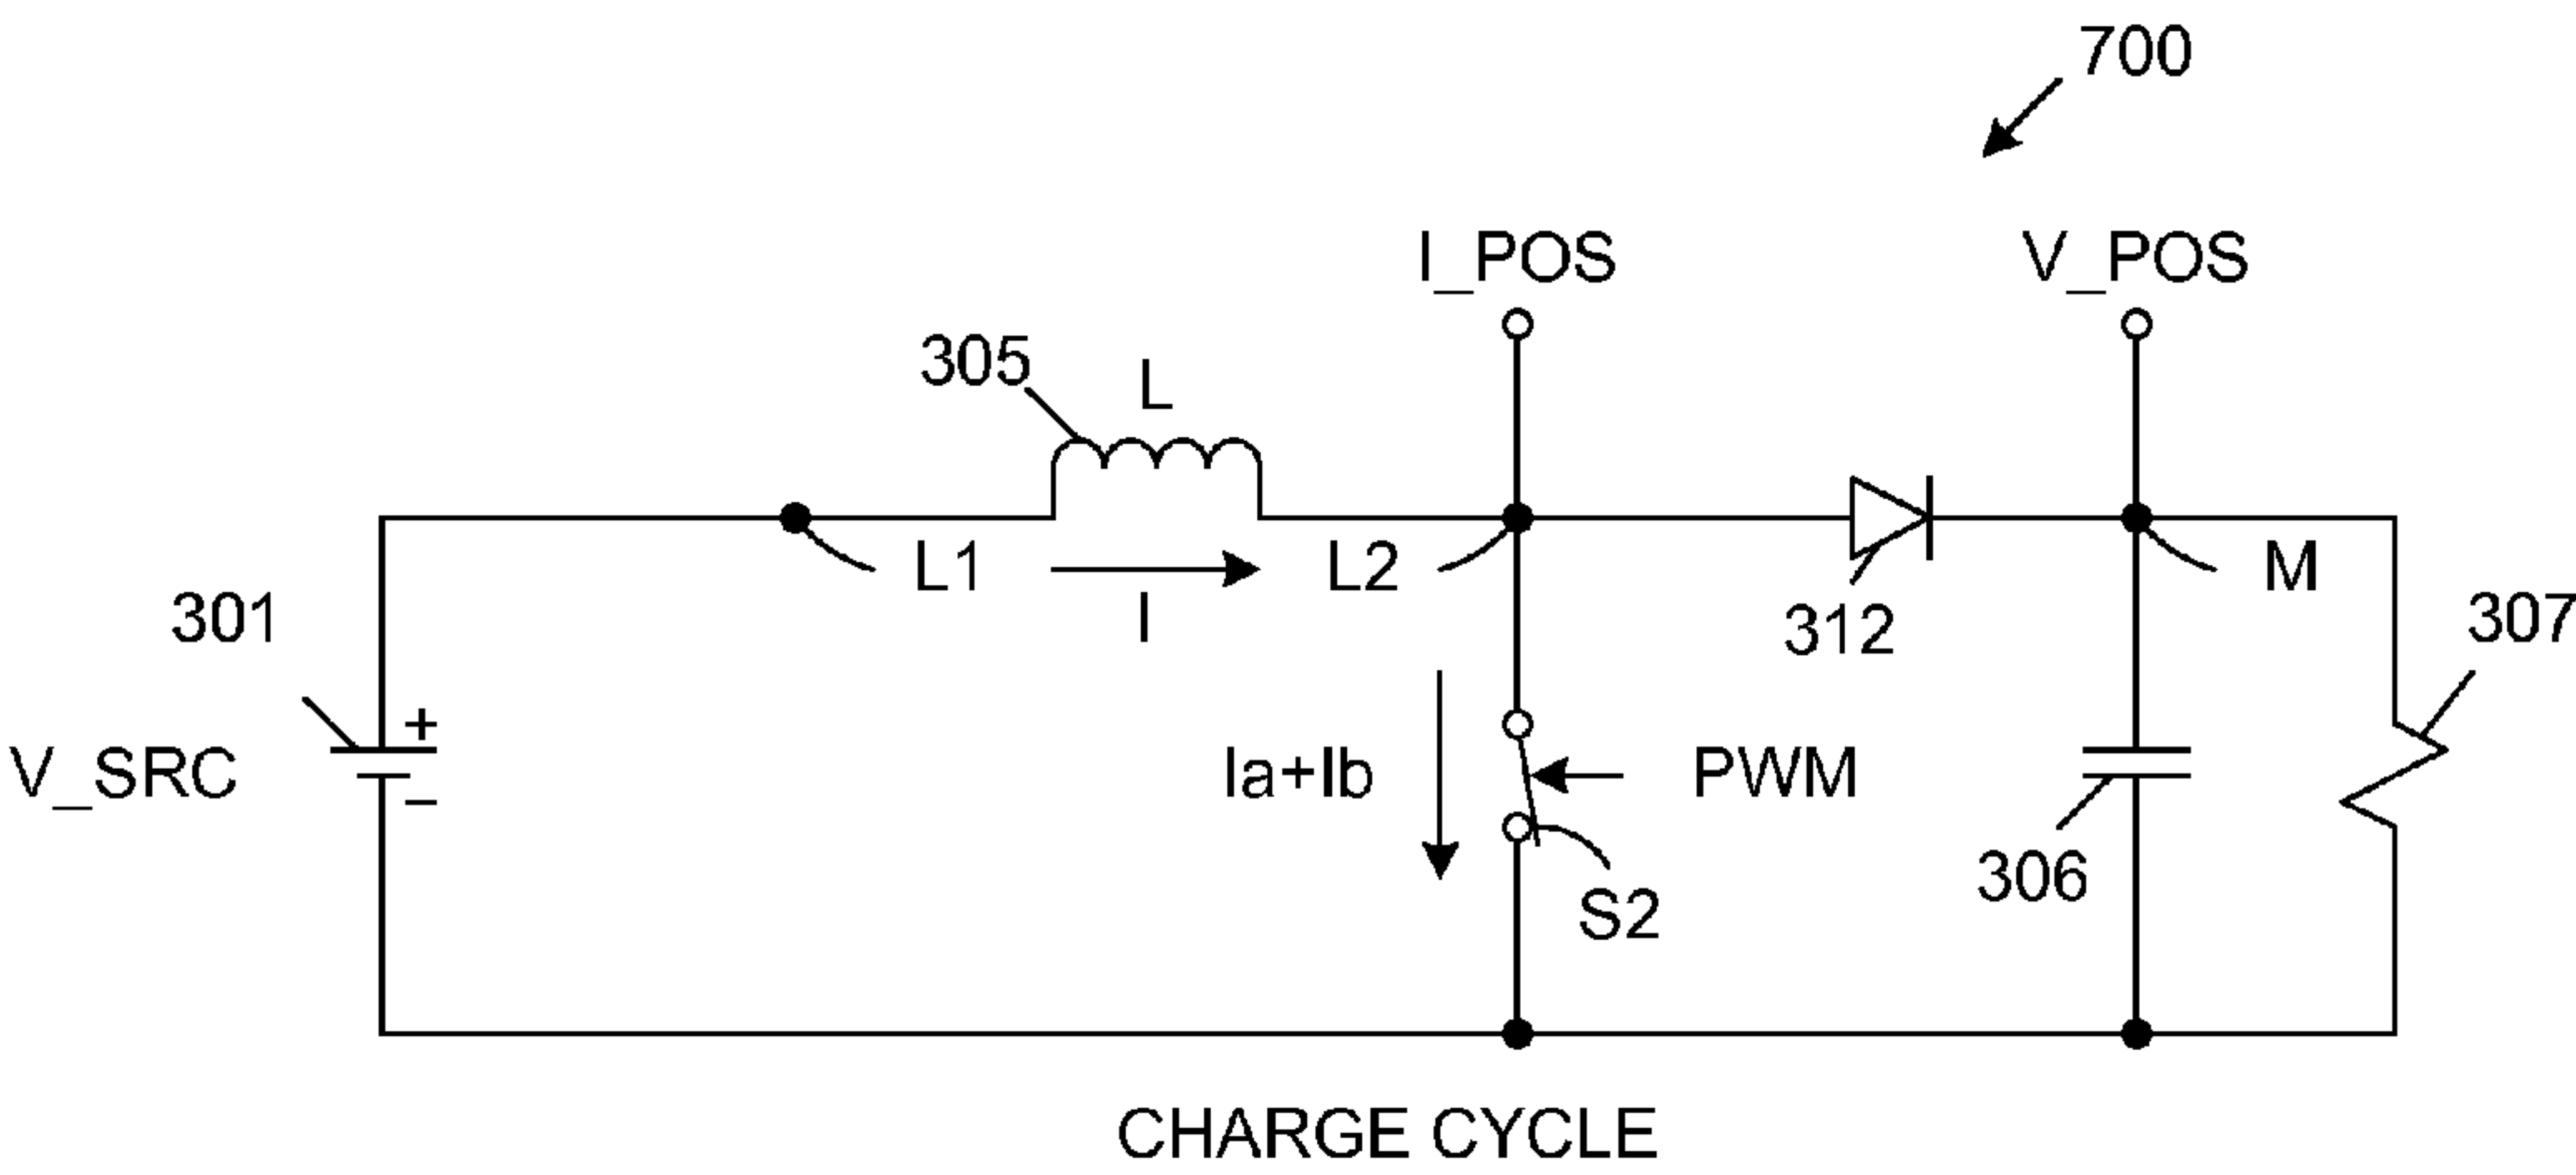 700
I_POS
V_POS
305
L
L1
I
L2
312
M
301
307
+
V_SRC
–
Ia+Ib
PWM
306
S2
CHARGE CYCLE